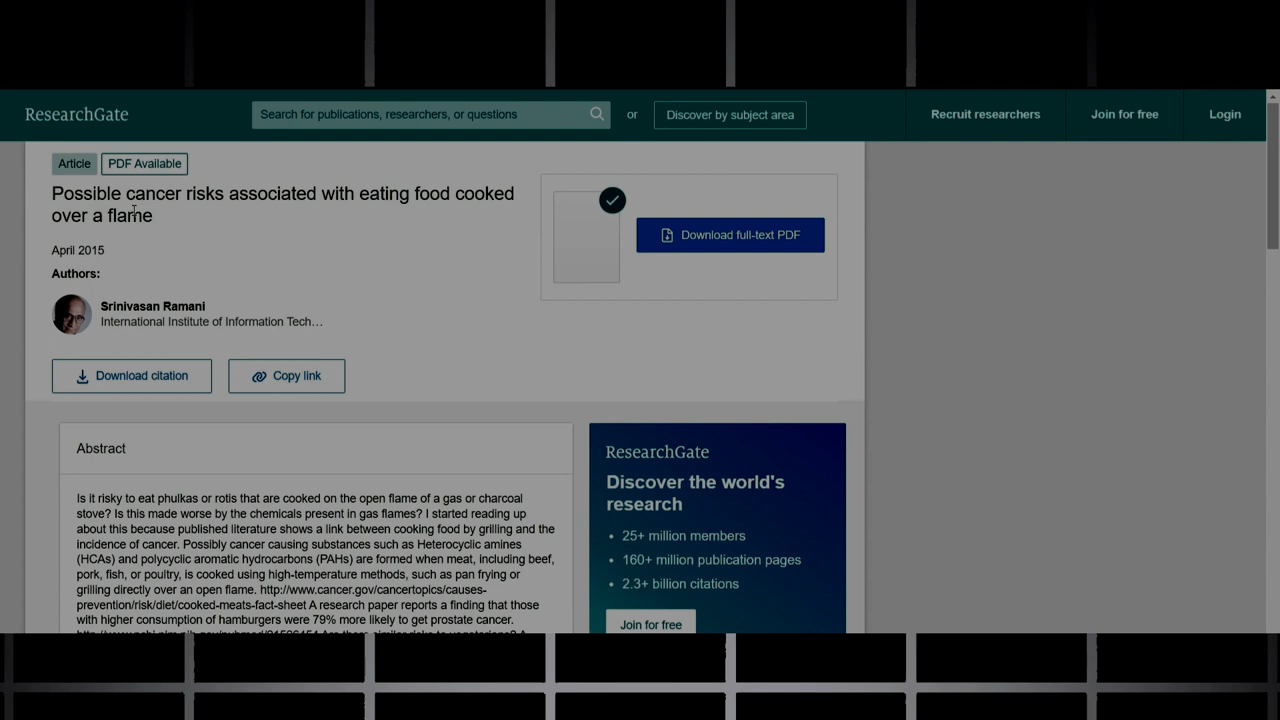 ResearchGate
Search for publications, researchers, or questions
or
Discover by subject area
Recruit researchers
Join for free
Login
Article
PDF Available
Possible cancer risks associated with eating food cooked
over a flame
April 2015
Authors:
Srinivasan Ramani
International Institute of Information Tech…
Download full-text PDF
Download citation
Copy link
Abstract
Is it risky to eat phulkas or rotis that are cooked on the open flame of a gas or charcoal
stove? Is this made worse by the chemicals present in gas flames? I started reading up
about this because published literature shows a link between cooking food by grilling and the
incidence of cancer. Possibly cancer causing substances such as Heterocyclic amines
(HCAs) and polycyclic aromatic hydrocarbons (PAHs) are formed when meat, including beef,
pork, fish, or poultry, is cooked using high-temperature methods, such as pan frying or
grilling directly over an open flame. http://www.cancer.gov/cancertopics/causes-
prevention/risk/diet/cooked-meats-fact-sheet A research paper reports a finding that those
with higher consumption of hamburgers were 79% more likely to get prostate cancer.
ResearchGate
Discover the world's
research
• 25+ million members
• 160+ million publication pages
• 2.3+ billion citations
Join for free